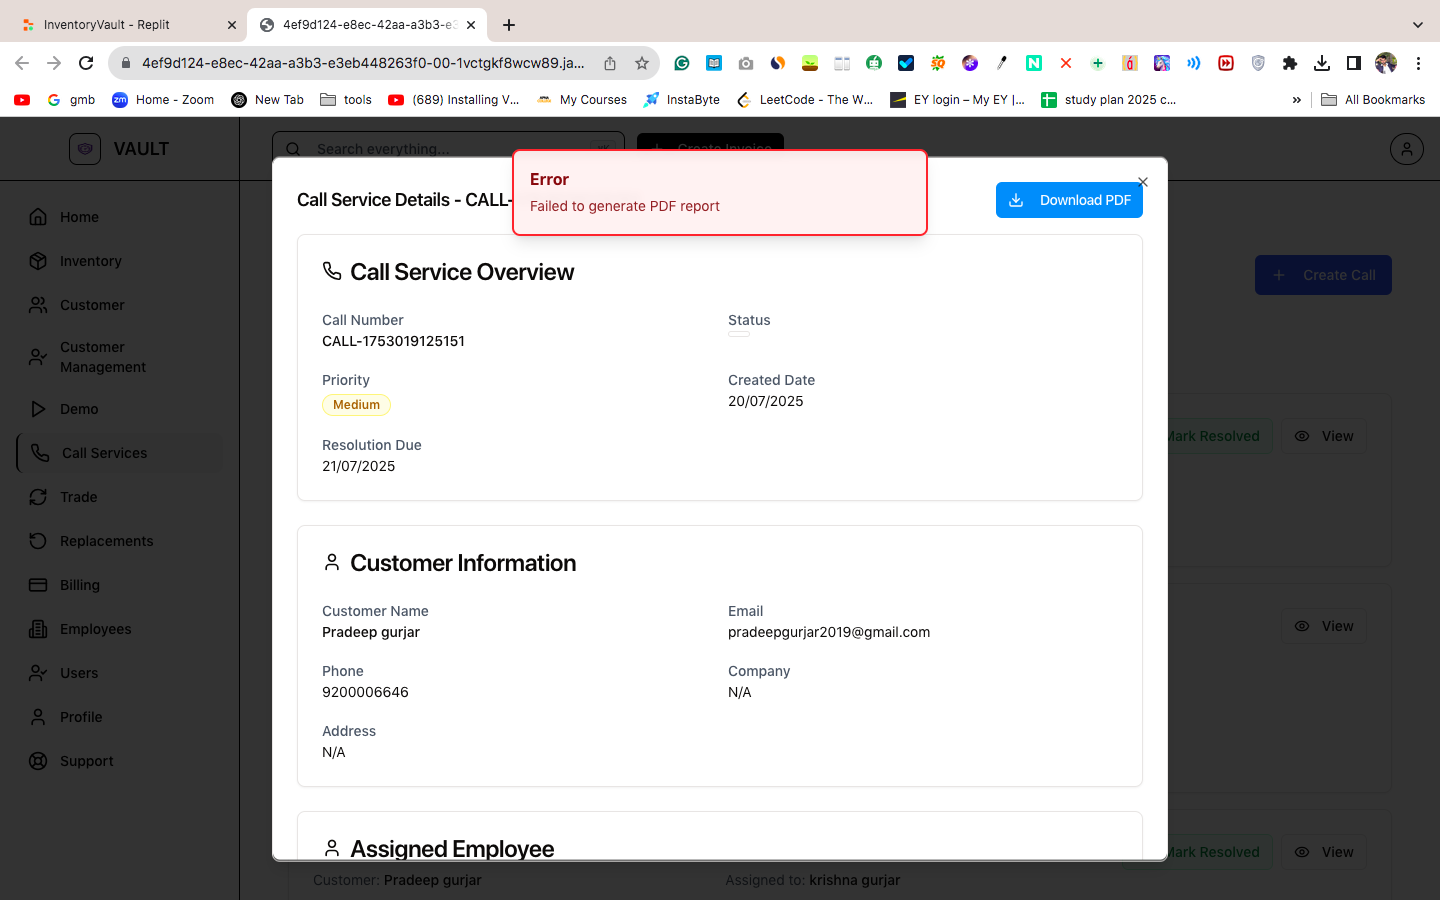 InventoryVault - Replit
4ef9d124-e8ec-42aa-a3b3-e3
4ef9d124-e8ec-42aa-a3b3-e3eb448263f0-00-1vctgkf8wcw89.ja...
gmb
Home - Zoom
New Tab
tools
(689) Installing V...
My Courses
InstaByte
LeetCode - The W...
EY login – My EY |...
study plan 2025 c...
»
All Bookmarks
VAULT
Search everything...
Create Invoice
Error
Failed to generate PDF report
Call Service Details - CALL-
Download PDF
Home
Inventory
Customer
Customer
Management
Demo
Call Services
Trade
Replacements
Billing
Employees
Users
Profile
Support
Create Call
Call Service Overview
Call Number
CALL-1753019125151
Status
Priority
Medium
Created Date
20/07/2025
Resolution Due
21/07/2025
Mark Resolved
View
Customer Information
Customer Name
Pradeep gurjar
Email
pradeepgurjar2019@gmail.com
Phone
9200006646
Company
N/A
Address
N/A
View
Assigned Employee
Mark Resolved
View
Customer: Pradeep gurjar
Assigned to: krishna gurjar